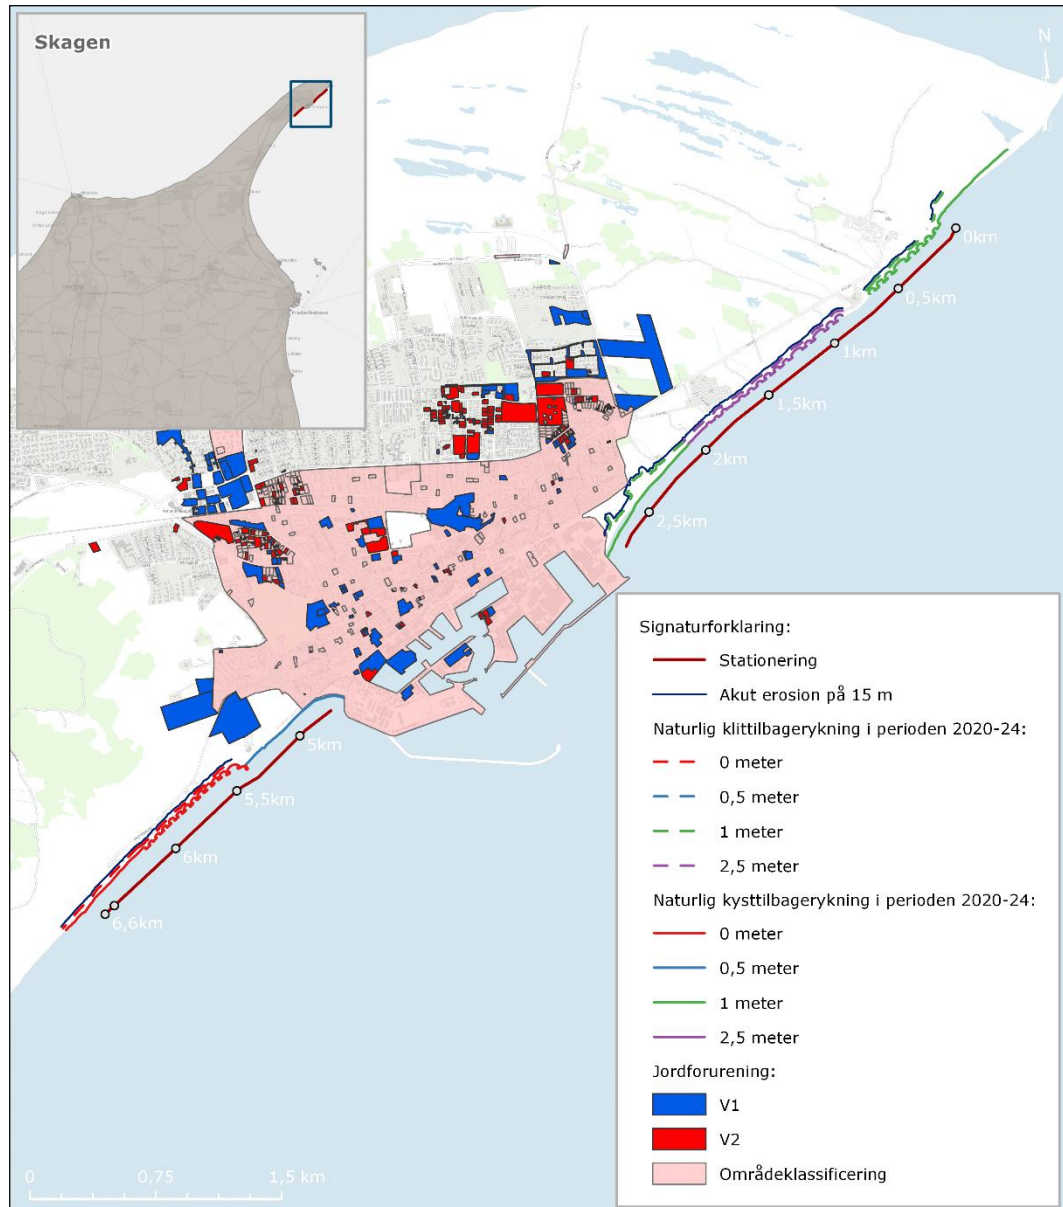 Skagen
N
0km
0,5km
1km
1,5km
2km
2,5km
5km
5,5km
6km
6,6km
Signaturforklaring:
Stationering
Akut erosion på 15 m
Naturlig klittilbagerykning i perioden 2020-24:
0 meter
0,5 meter
1 meter
2,5 meter
Naturlig kysttilbagerykning i perioden 2020-24:
0 meter
0,5 meter
1 meter
2,5 meter
Jordforurening:
V1
V2
Områdeklassificering
0 0,75 1,5 km